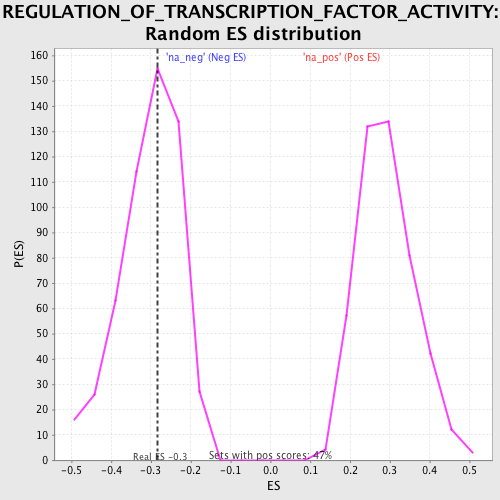 REGULATION_OF_TRANSCRIPTION_FACTOR_ACTIVITY:
Random ES distribution
'na_neg' (Neg ES)
'na_pos' (Pos ES)
160
150
140
130
120
110
100
90
80
70
60
50
40
30
20
10
0
P(ES)
Real ES -0.3
Sets with pos scores: 47%
-0.5 -0.4 -0.3 -0.2 -0.1 0.0 0.1 0.2 0.3 0.4 0.5
ES